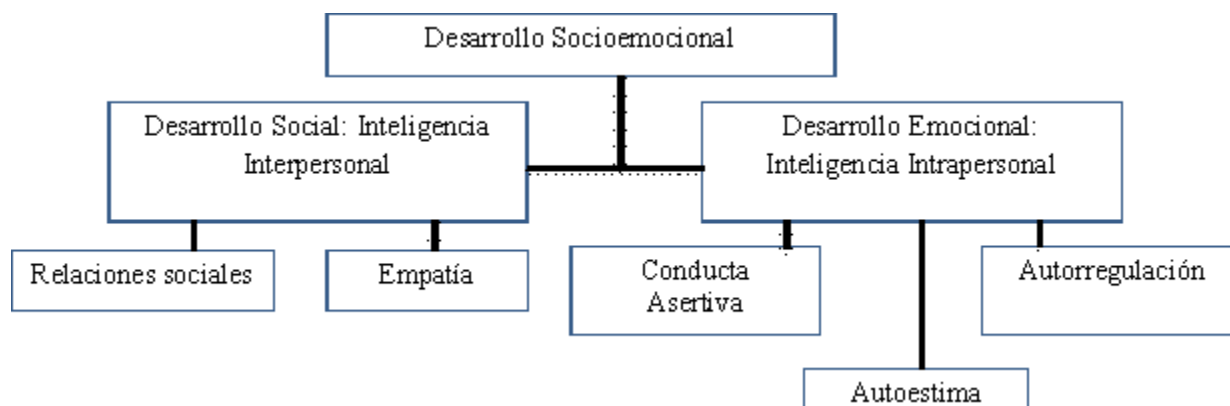 Desarrollo Socioemocional
Desarrollo Social: Inteligencia
Interpersonal
Desarrollo Emocional:
Inteligencia Intrapersonal
Relaciones sociales
Empatía
Conducta
Asertiva
Autorregulación
Autoestima